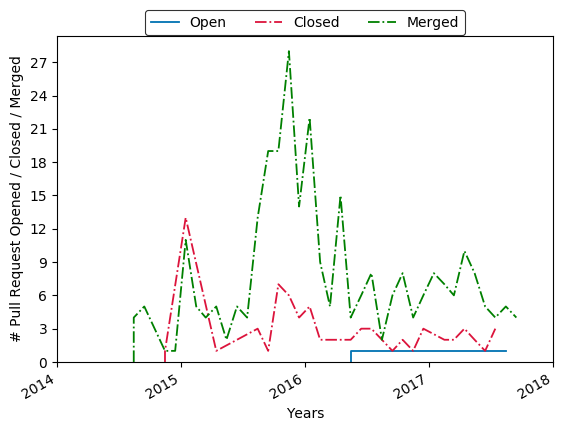 Open Closed Merged
# Pull Request Opened / Closed / Merged
27
24
21
18
15
12
9
6
3
0
2014 2015 2016 2017 2018
Years